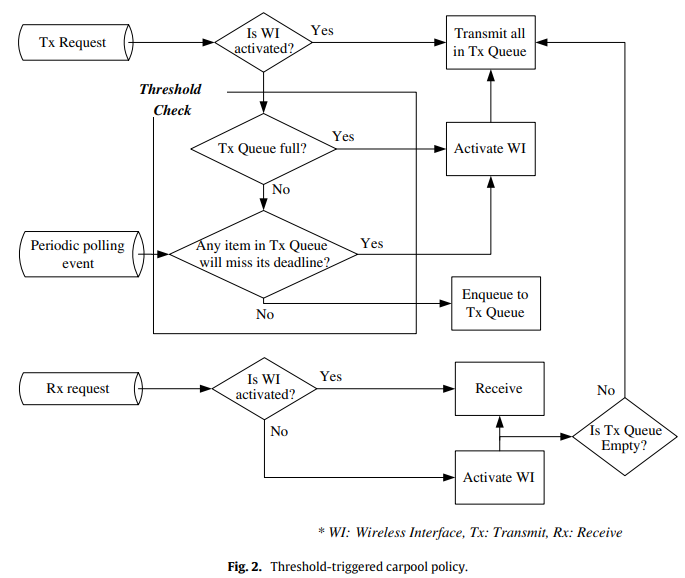 Tx Request
Is WI
activated?
Yes
Transmit all
in Tx Queue
Threshold
Check
Tx Queue full?
Yes
Activate WI
No
Periodic polling
event
Any item in Tx Queue
will miss its deadline?
Yes
No
Enqueue to
Tx Queue
Rx request
Is WI
activated?
Yes
Receive
No
No
Is Tx Queue
Empty?
Activate WI
* WI: Wireless Interface, Tx: Transmit, Rx: Receive
Fig. 2. Threshold-triggered carpool policy.